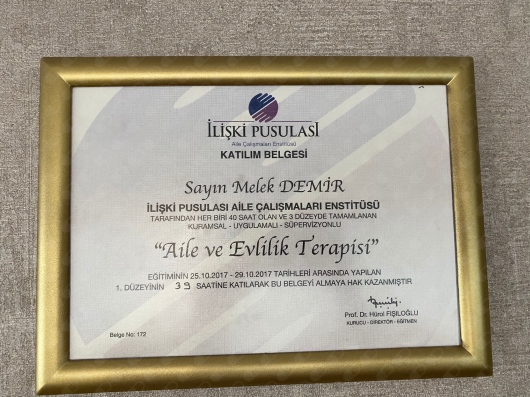 İLİŞKİ PUSULASI
Aile Çalışmaları Enstitüsü
KATILIM BELGESİ
Sayın Melek DEMİR
İLİŞKİ PUSULASI AİLE ÇALIŞMALARI ENSTİTÜSÜ
TARAFINDAN HER BİRİ 40 SAAT OLAN VE 3 DÜZEYDE TAMAMLANAN
KURAMSAL - UYGULAMALI - SÜPERVİZYONLU
“Aile ve Evlilik Terapisi”
EĞİTİMİNİN 25.10.2017 - 29.10.2017 TARİHLERİ ARASINDA YAPILAN
1. DÜZEYİNİN 39 SAATİNE KATILARAK BU BELGEYİ ALMAYA HAK KAZANMIŞTIR
Prof. Dr. Hürol FIŞILOĞLU
KURUCU - DİREKTÖR - EĞİTMEN
Belge No: 172